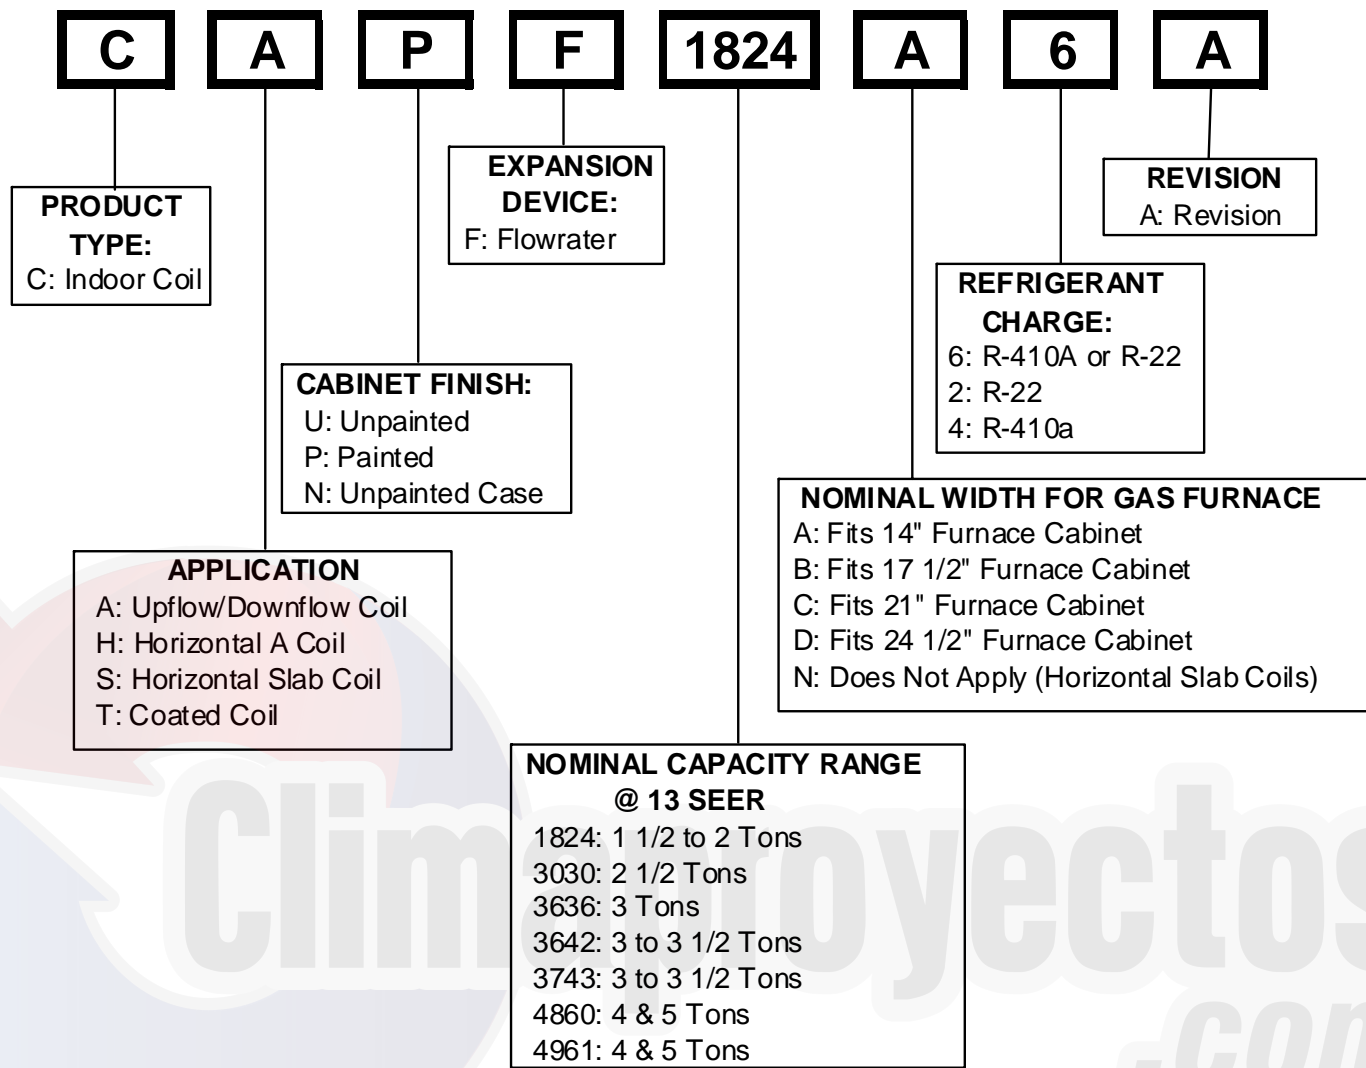 C A P F 1824 A 6 A
PRODUCT
TYPE:
C: Indoor Coil
EXPANSION
DEVICE:
F: Flowrater
REVISION
A: Revision
REFRIGERANT
CHARGE:
6: R-410A or R-22
2: R-22
4: R-410a
CABINET FINISH:
U: Unpainted
P: Painted
N: Unpainted Case
NOMINAL WIDTH FOR GAS FURNACE
A: Fits 14" Furnace Cabinet
B: Fits 17 1/2" Furnace Cabinet
C: Fits 21" Furnace Cabinet
D: Fits 24 1/2" Furnace Cabinet
N: Does Not Apply (Horizontal Slab Coils)
APPLICATION
A: Upflow/Downflow Coil
H: Horizontal A Coil
S: Horizontal Slab Coil
T: Coated Coil
NOMINAL CAPACITY RANGE
@ 13 SEER
1824: 1 1/2 to 2 Tons
3030: 2 1/2 Tons
3636: 3 Tons
3642: 3 to 3 1/2 Tons
3743: 3 to 3 1/2 Tons
4860: 4 & 5 Tons
4961: 4 & 5 Tons
Climaproyectos
.com